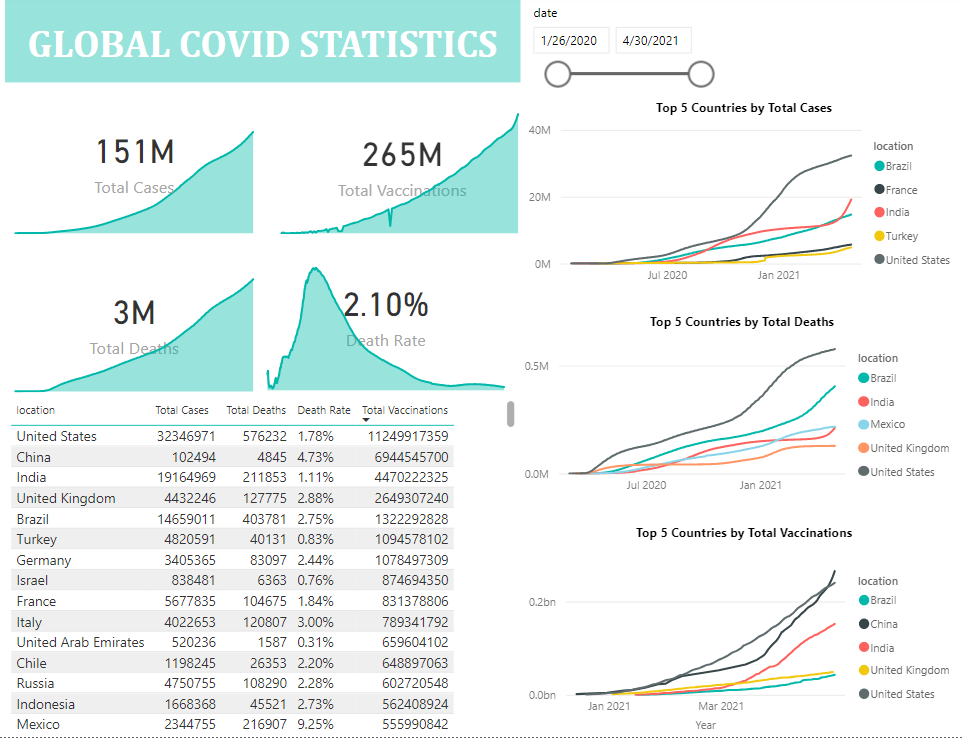 GLOBAL COVID STATISTICS
date
1/26/2020 4/30/2021
151M
Total Cases
265M
Total Vaccinations
3M
Total Deaths
2.10%
Death Rate
location Total Cases Total Deaths Death Rate Total Vaccinations
United States 32346971 576232 1.78% 11249917359
China 102494 4845 4.73% 6944545700
India 19164969 211853 1.11% 4470222325
United Kingdom 4432246 127775 2.88% 2649307240
Brazil 14659011 403781 2.75% 1322292828
Turkey 4820591 40131 0.83% 1094578102
Germany 3405365 83097 2.44% 1078497309
Israel 838481 6363 0.76% 874694350
France 5677835 104675 1.84% 831378806
Italy 4022653 120807 3.00% 789341792
United Arab Emirates 520236 1587 0.31% 659604102
Chile 1198245 26353 2.20% 648897063
Russia 4750755 108290 2.28% 602720548
Indonesia 1668368 45521 2.73% 562408924
Mexico 2344755 216907 9.25% 555990842
Top 5 Countries by Total Cases
40M
20M
0M
Jul 2020 Jan 2021
location
Brazil
France
India
Turkey
United States
Top 5 Countries by Total Deaths
0.5M
0.0M
Jul 2020 Jan 2021
location
Brazil
India
Mexico
United Kingdom
United States
Top 5 Countries by Total Vaccinations
0.2bn
0.0bn
Jan 2021 Mar 2021
Year
location
Brazil
China
India
United Kingdom
United States